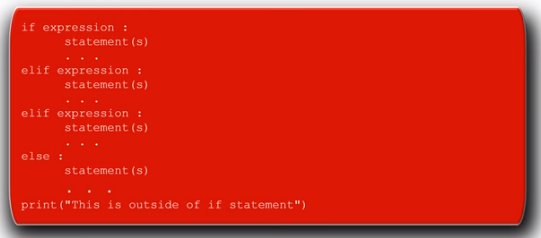 if expression :
statement(s)
. . .
elif expression :
statement(s)
. . .
elif expression :
statement(s)
. . .
else :
statement(s)
. . .
print("This is outside of if statement")